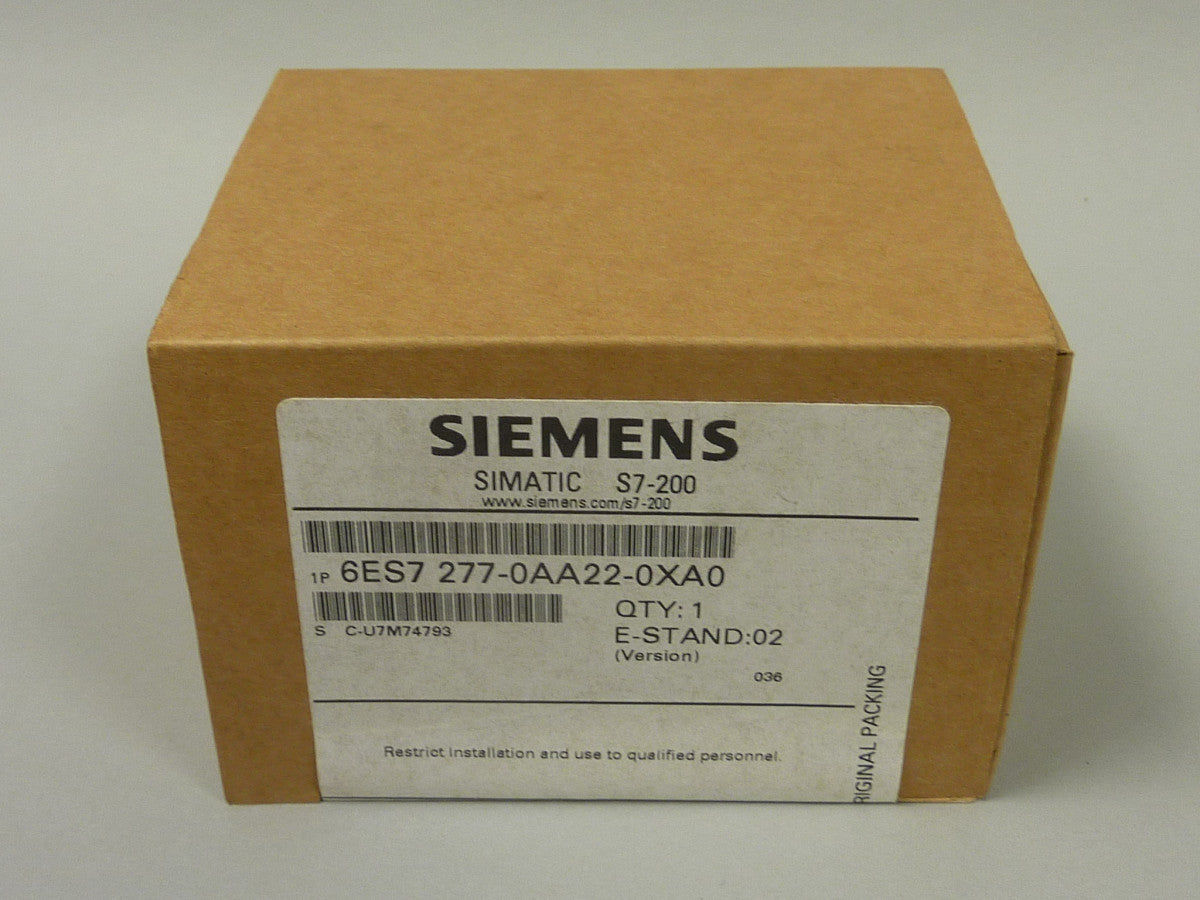 SIEMENS
SIMATIC S7-200
www.siemens.com/s7-200
1P 6ES7 277-0AA22-0XA0
S C-U7M74793
QTY: 1
E-STAND:02
(Version)
036
Restrict Installation and use to qualified personnel.
RIGINAL PACKING